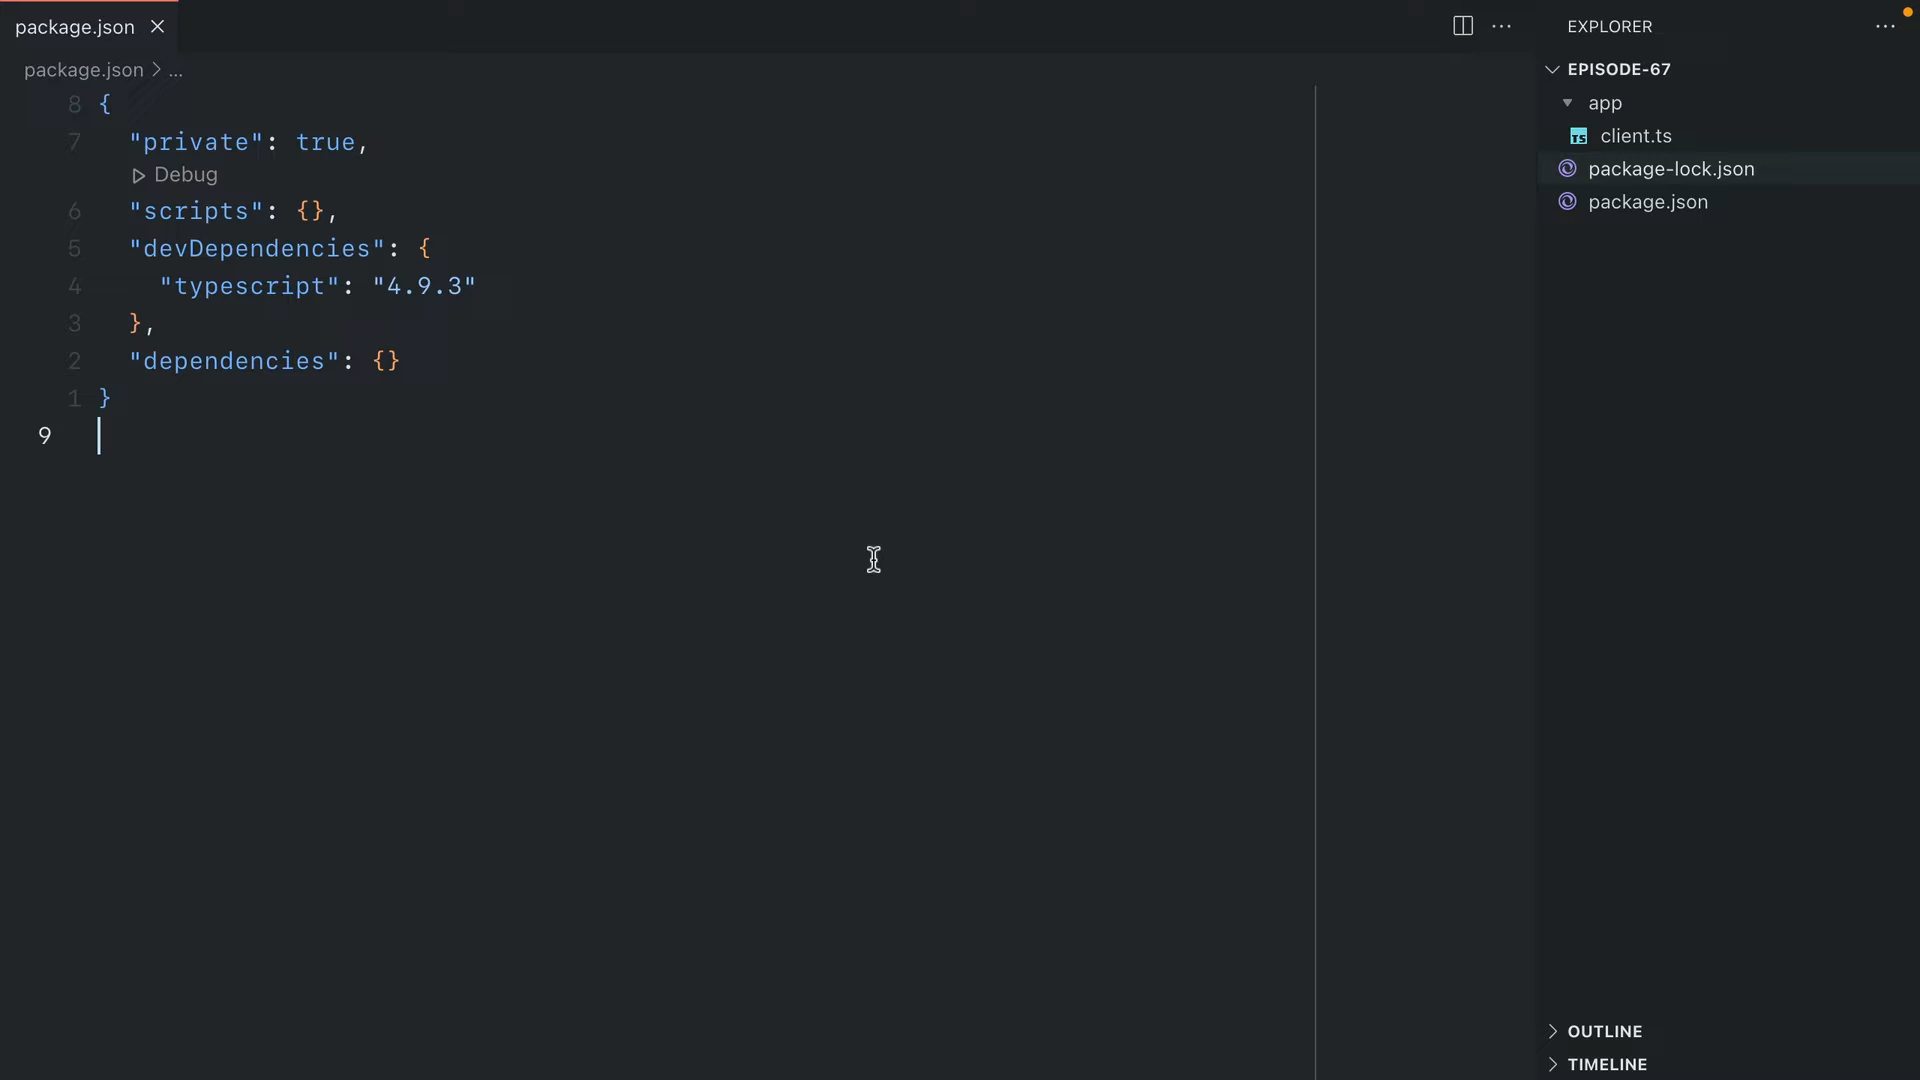 package.json
package.json > ...
8 {
7 "private": true,
Debug
6 "scripts": {},
5 "devDependencies": {
4 "typescript": "4.9.3"
3 },
2 "dependencies": {}
1 }
9
EXPLORER
EPISODE-67
app
TS client.ts
package-lock.json
package.json
OUTLINE
TIMELINE